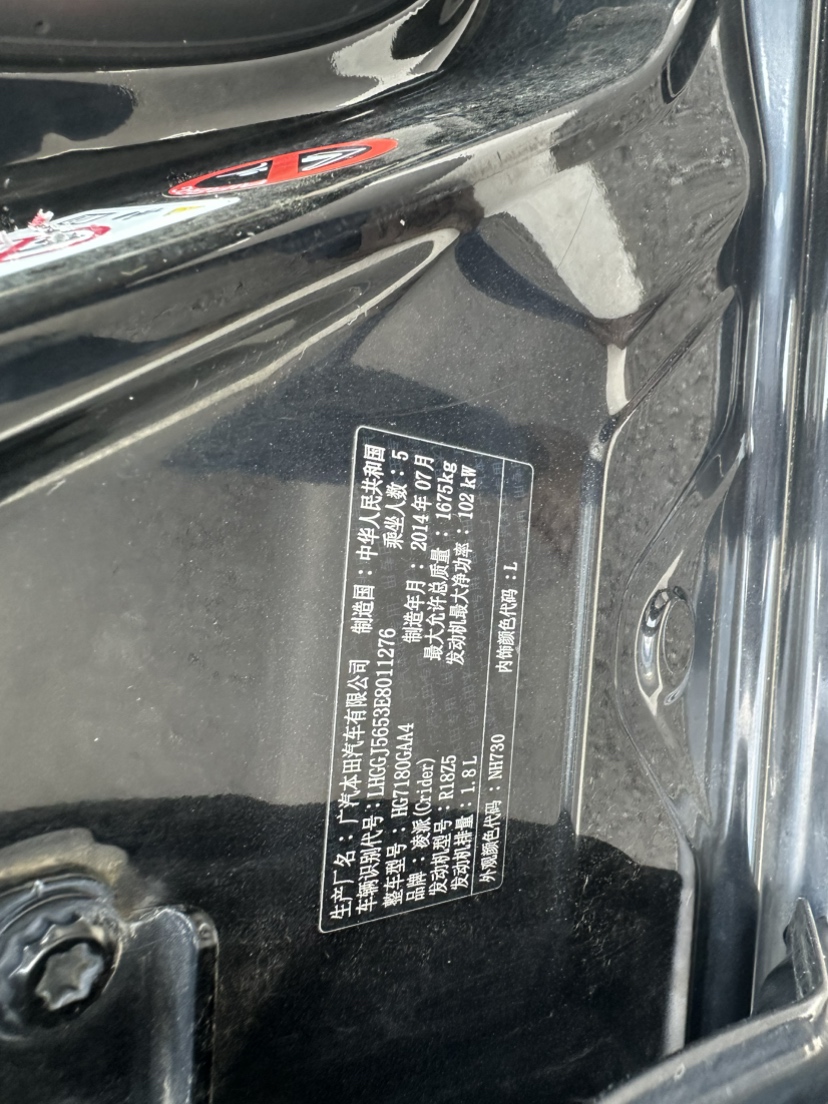 生产厂名：广汽本田汽车有限公司 制造国：中华人民共和国
车辆识别代号：LHGGJ5653E8011276 乘坐人数：5
整车型号：HG7180GAA4 制造年月：2014年07月
品牌：凌派(Crider) 最大允许总质量：1675kg
发动机型号：R18Z5 发动机最大净功率：102kW
发动机排量：1.8L
外观颜色代码：NH730 内饰颜色代码：L